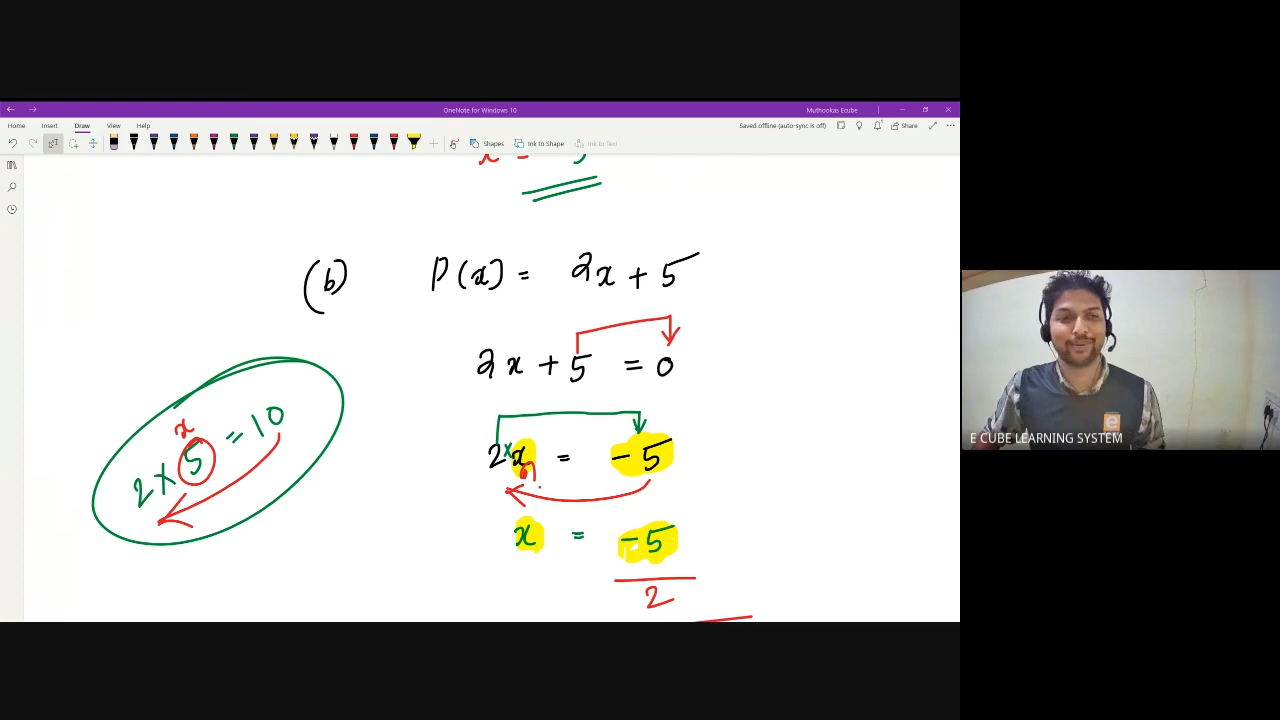 OneNote for Windows 10
Muthookas Ecube
Home Insert Draw View Help
Saved offline (auto-sync is off)
Share
Shapes
Ink to Shape
Ink to Text
(b) P(x) = 2x + 5
2x + 5 = 0
2 × x = -5
x = -5
2
x
2 × 5 = 10
E CUBE LEARNING SYSTEM